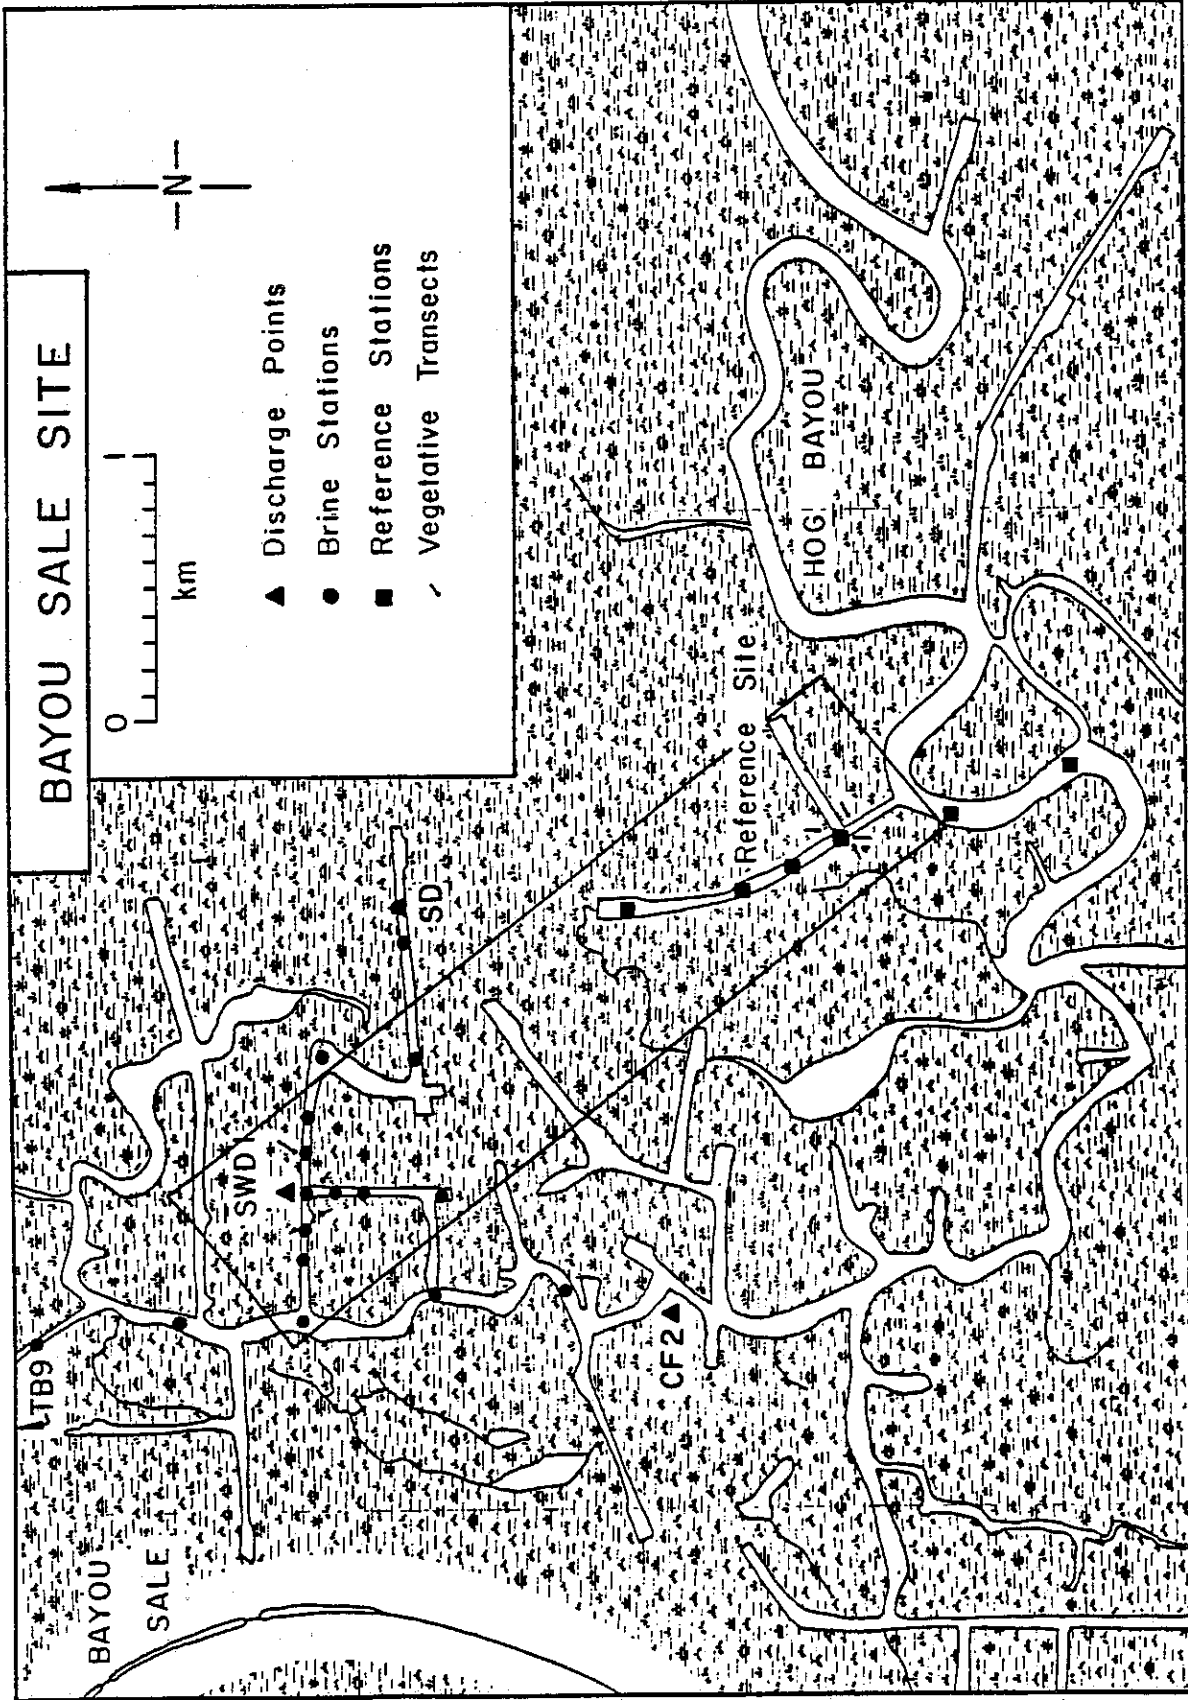 BAYOU SALE SITE
0 1
km
N
Discharge Points
Brine Stations
Reference Stations
Vegetative Transects
TB9
BAYOU
SALE
SWD
SD
CF2
Reference Site
HOG BAYOU